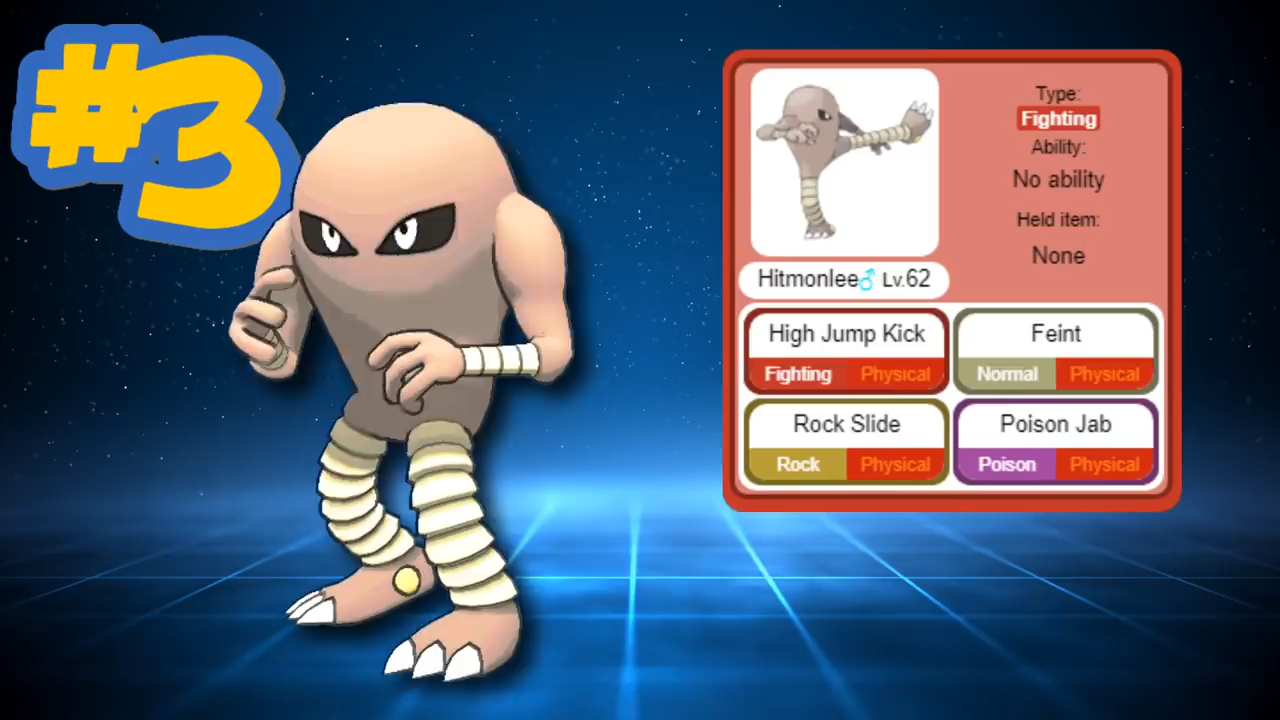 #3
Type:
Fighting
Ability:
No ability
Held item:
None
Hitmonlee♂ Lv.62
High Jump Kick
Fighting Physical
Feint
Normal Physical
Rock Slide
Rock Physical
Poison Jab
Poison Physical